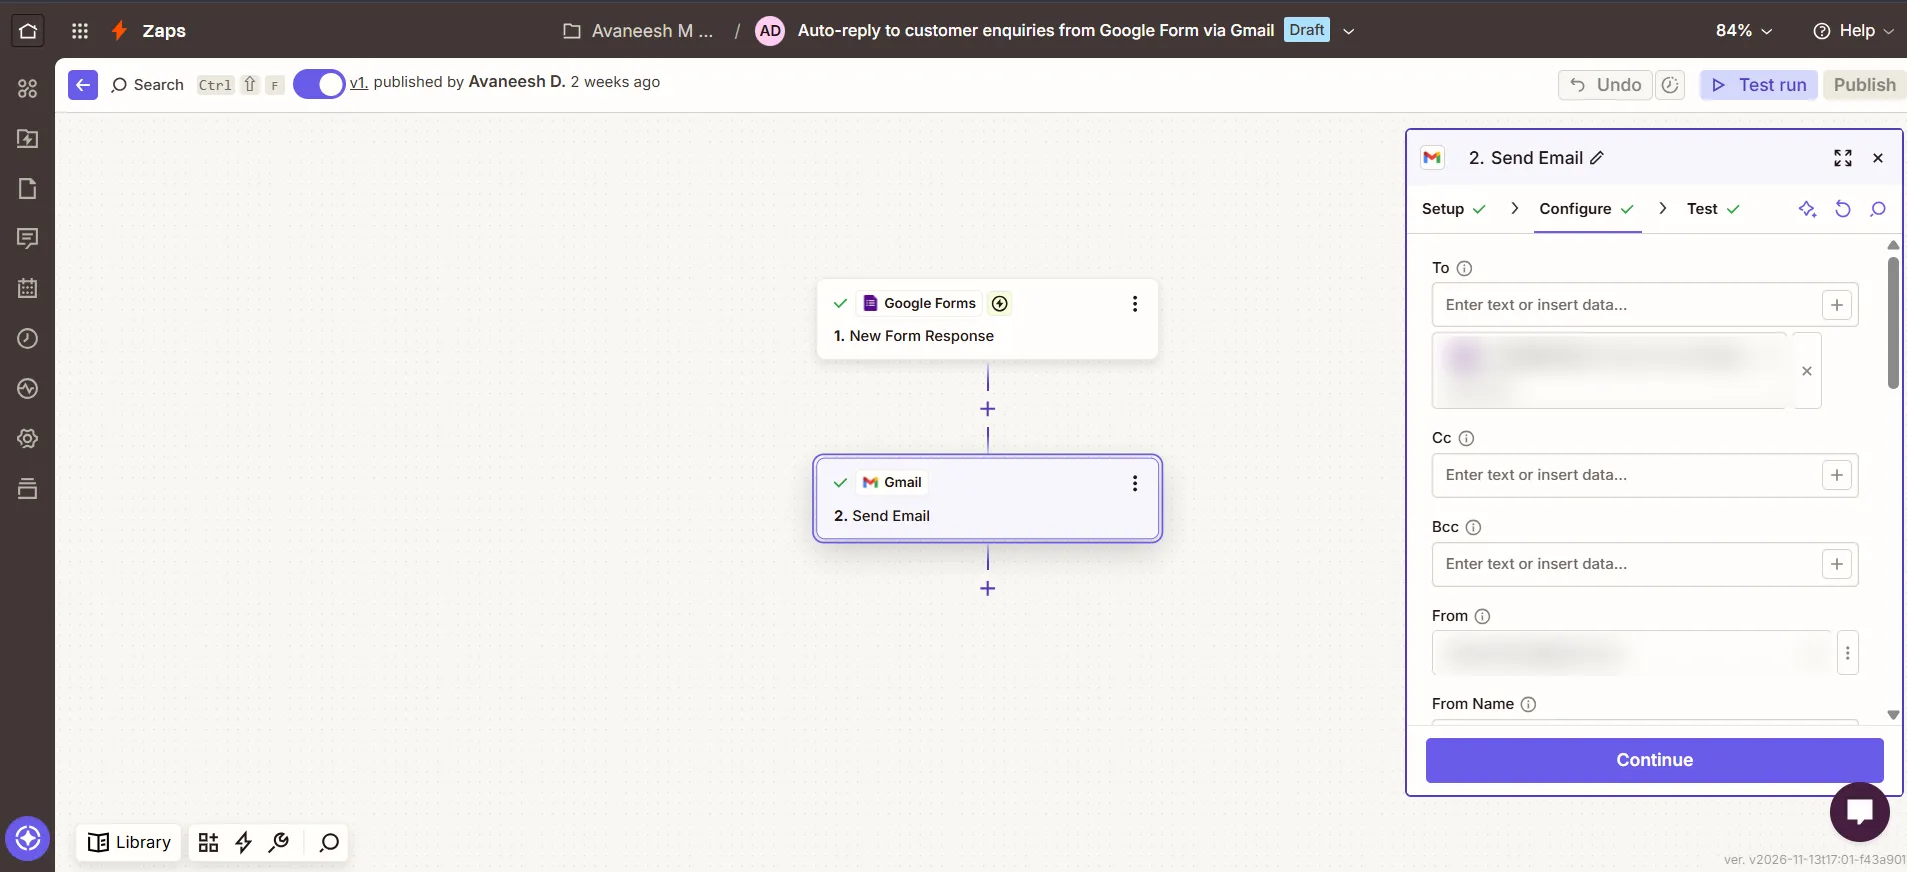 Zaps
Avaneesh M ... / AD Auto-reply to customer enquiries from Google Form via Gmail Draft
84%
Help
Search Ctrl ⇧ F
v1. published by Avaneesh D. 2 weeks ago
Undo
Test run
Publish
Google Forms
1. New Form Response
Gmail
2. Send Email
2. Send Email
Setup
Configure
Test
To
Enter text or insert data...
Cc
Enter text or insert data...
Bcc
Enter text or insert data...
From
From Name
Continue
Library
ver. v2026-11-13t17:01-f43a901